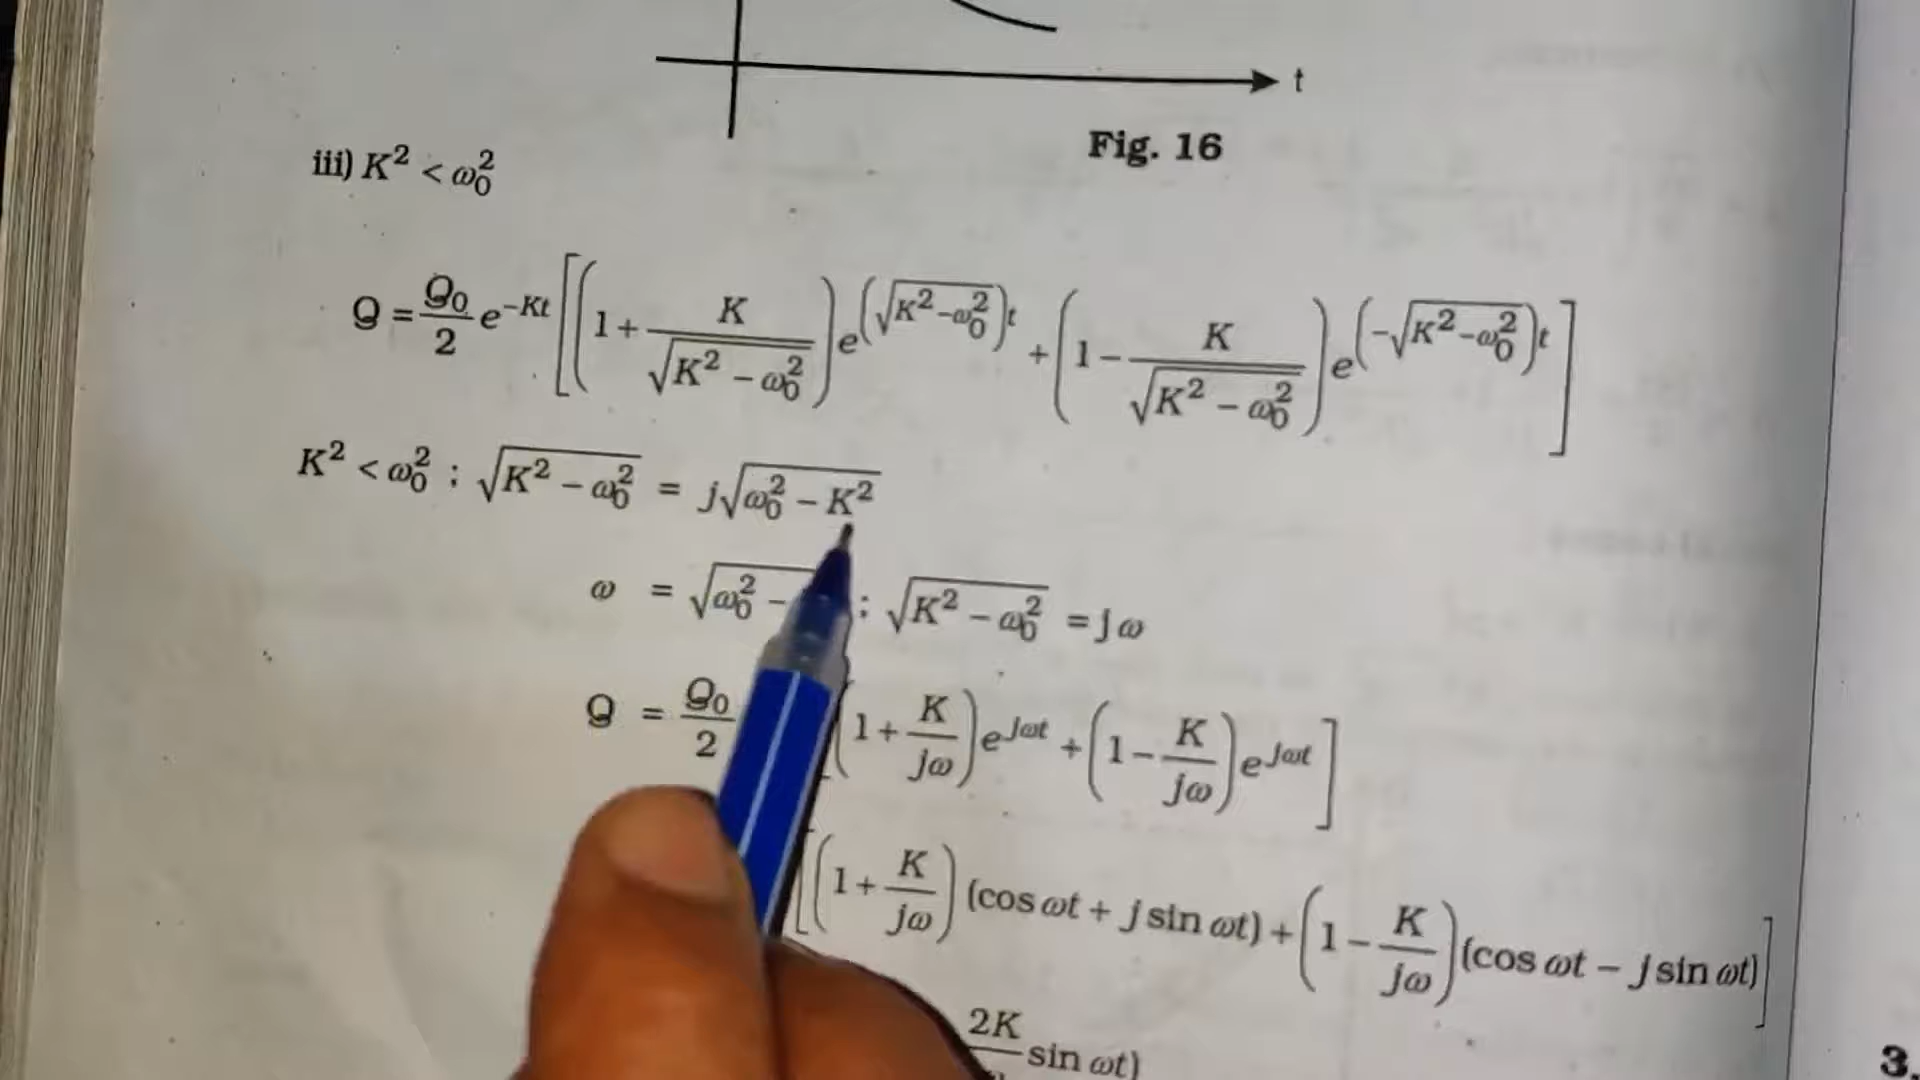 t
Fig. 16
iii) K² < ω₀²
Q = Q₀/2 e^(−Kt) [(1 + K/√(K² − ω₀²)) e^((√(K² − ω₀²))t) + (1 − K/√(K² − ω₀²)) e^((−√(K² − ω₀²))t)]
K² < ω₀² ; √(K² − ω₀²) = j√(ω₀² − K²)
ω = √(ω₀² − ; √(K² − ω₀²) = jω
Q = Q₀/2 (1 + K/jω) e^(jωt) + (1 − K/jω) e^(jωt)]
[(1 + K/jω) (cos ωt + j sin ωt) + (1 − K/jω) (cos ωt − j sin ωt)]
2K sin ωt)
3.